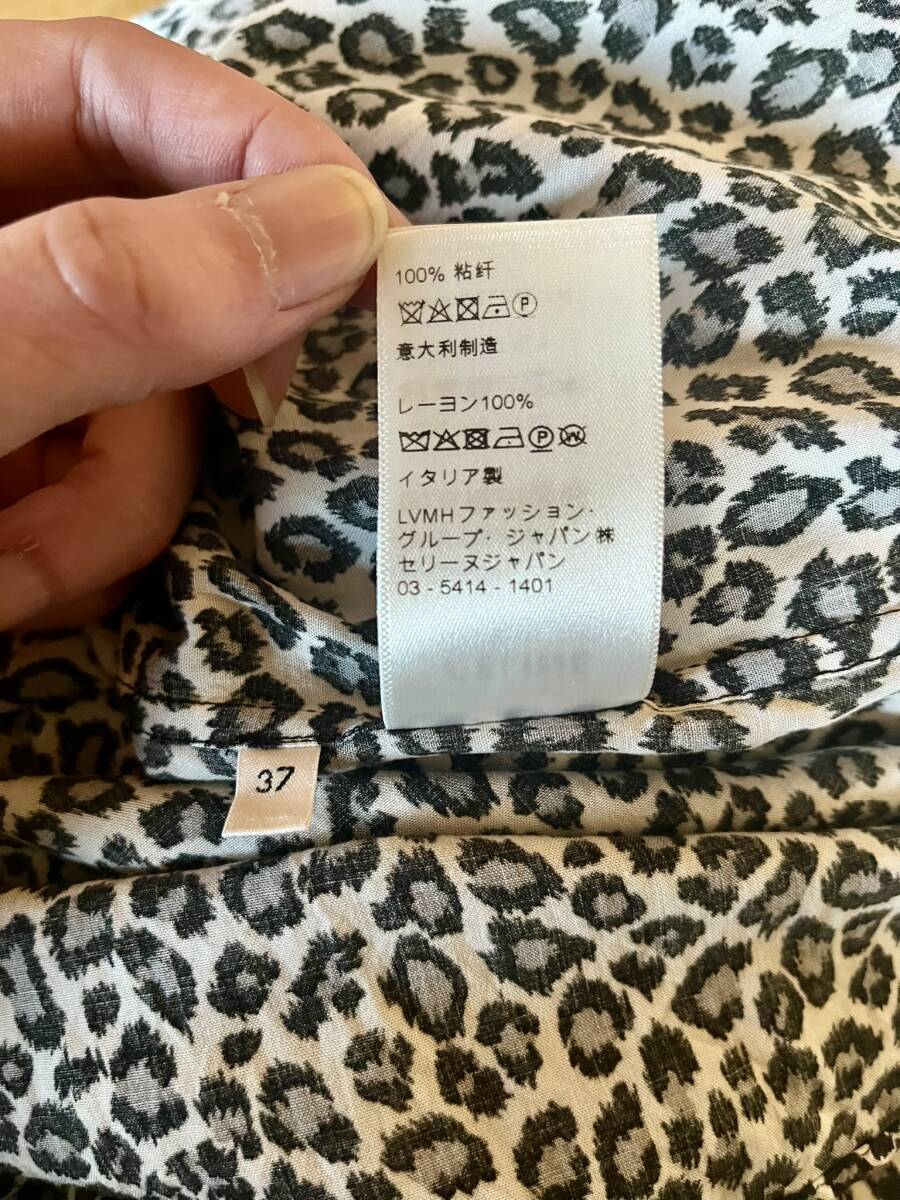 100% 粘纤
意大利制造
レーヨン100%
イタリア製
LVMHファッション・
グループ・ジャパン㈱
セリーヌジャパン
03 - 5414 - 1401
37